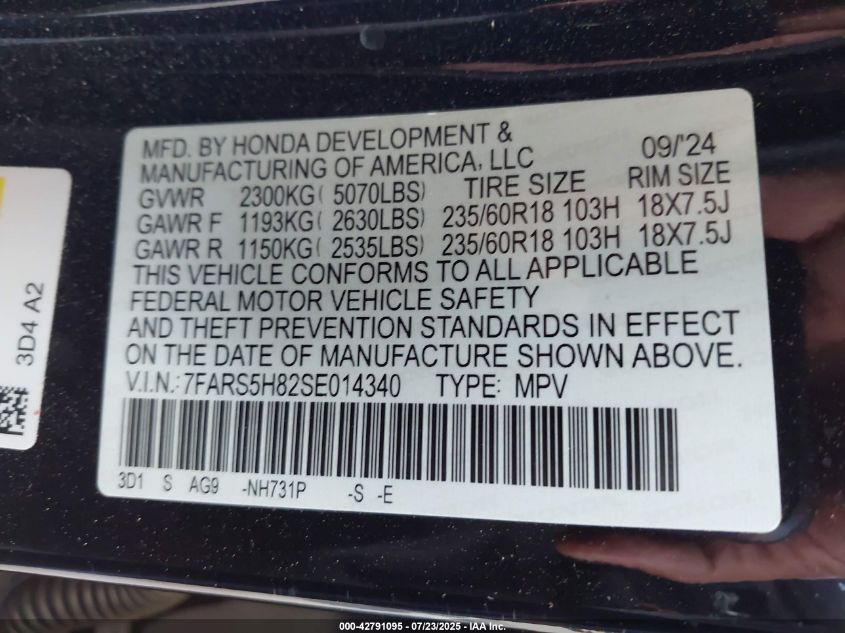 MFD. BY HONDA DEVELOPMENT &
MANUFACTURING OF AMERICA, LLC 09/'24
GVWR 2300KG( 5070LBS) TIRE SIZE RIM SIZE
GAWR F 1193KG( 2630LBS) 235/60R18 103H 18X7.5J
GAWR R 1150KG( 2535LBS) 235/60R18 103H 18X7.5J
THIS VEHICLE CONFORMS TO ALL APPLICABLE
FEDERAL MOTOR VEHICLE SAFETY
AND THEFT PREVENTION STANDARDS IN EFFECT
ON THE DATE OF MANUFACTURE SHOWN ABOVE.
V.I.N.: 7FARS5H82SE014340 TYPE: MPV
3D1 S AG9 -NH731P -S -E
3D4 A2
000-42791095 - 07/23/2025 - IAA Inc.